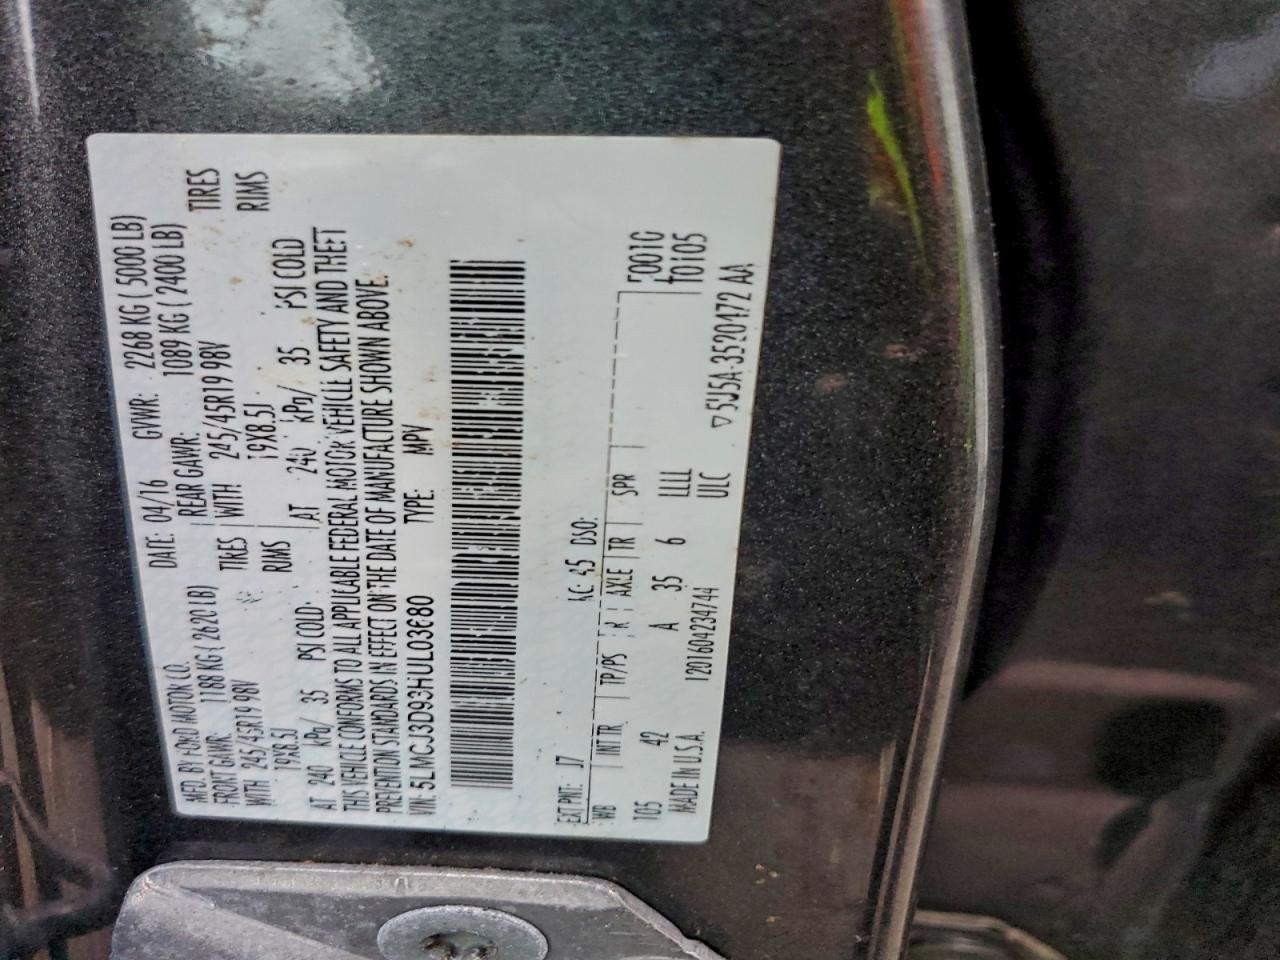 MFD. BY FORD MOTOR CO.
DATE: 04/16 GVWR: 2268 KG ( 5000 LB)
FRONT GAWR: 1188 KG ( 2620 LB) REAR GAWR: 1089 KG ( 2400 LB)
WITH 245/45R19 98V TIRES WITH 245/45R19 98V TIRES
19X8.5J RIMS 19X8.5J RIMS
AT 240 kPa/ 35 PSI COLD AT 240 kPa/ 35 PSI COLD
THIS VEHICLE CONFORMS TO ALL APPLICABLE FEDERAL MOTOR VEHICLE SAFETY AND THEFT
PREVENTION STANDARDS IN EFFECT ON THE DATE OF MANUFACTURE SHOWN ABOVE.
VIN: 5LMCJ3D93HUL03680 TYPE: MPV
EXT PNT: J7 RC: 45 DSO:
WB INT TR TP/PS R AXLE TR SPR F0010
105 42 A 35 6 LLLL T0105
MADE IN U.S.A. 1201604234744 ULC ▽5U5A-3520472 AA